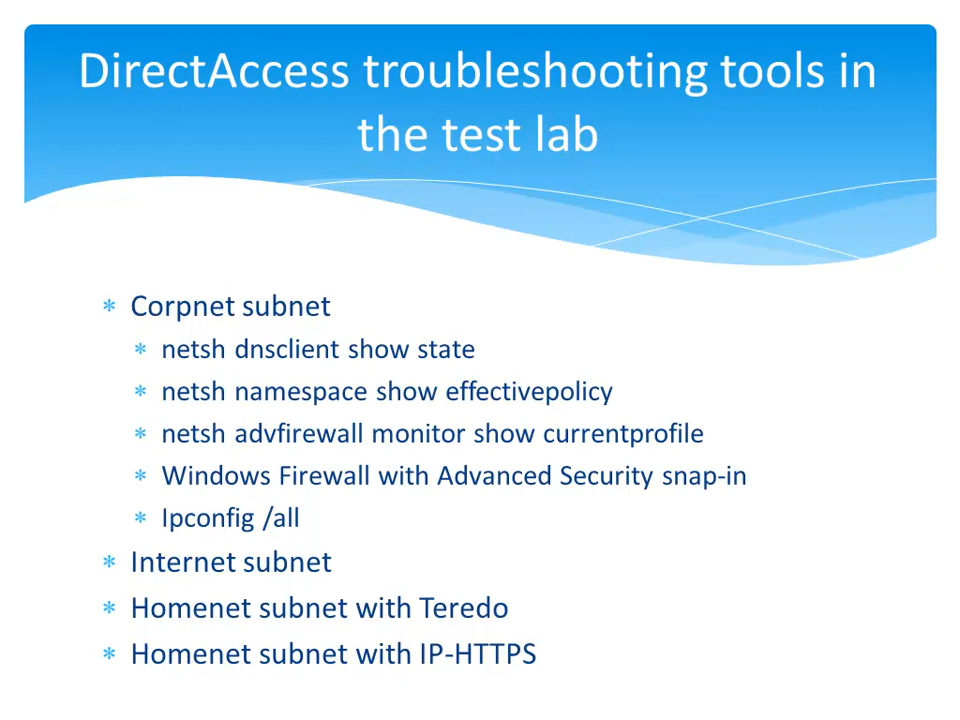 DirectAccess troubleshooting tools in
the test lab
* Corpnet subnet
* netsh dnsclient show state
* netsh namespace show effectivepolicy
* netsh advfirewall monitor show currentprofile
* Windows Firewall with Advanced Security snap-in
* Ipconfig /all
* Internet subnet
* Homenet subnet with Teredo
* Homenet subnet with IP-HTTPS